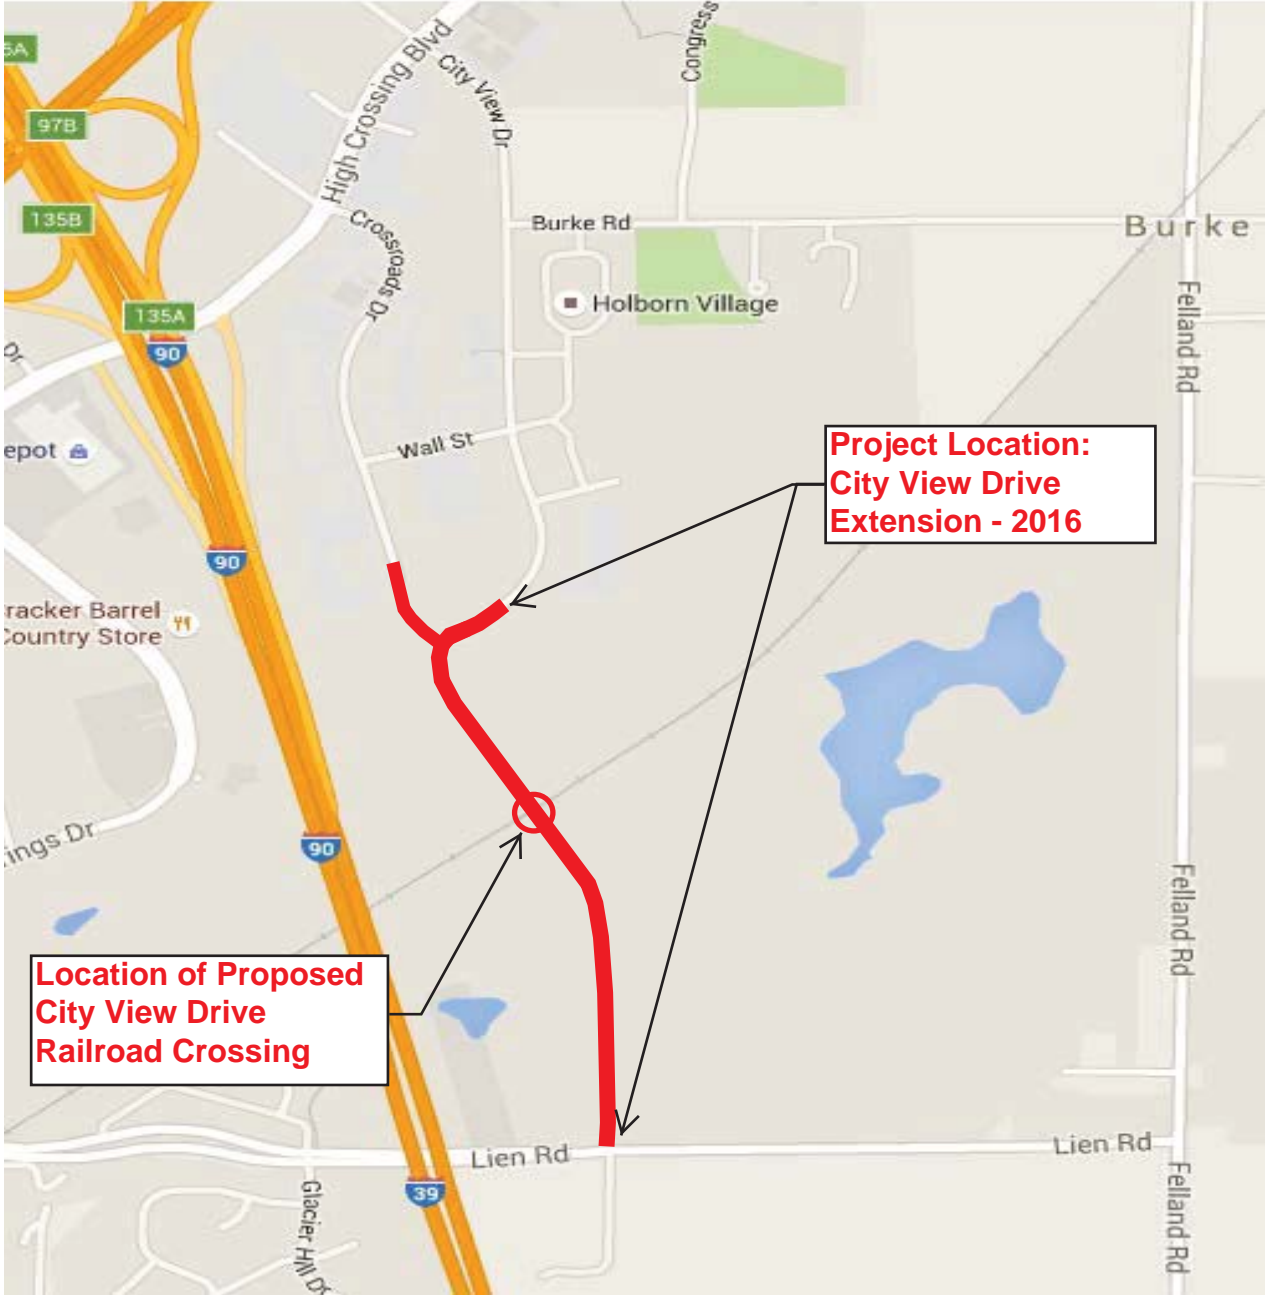 Congress
5A
High Crossing Blvd
City View Dr
97B
135B
Crossroads Dr
Burke Rd
Burke
Holborn Village
135A
90
Dr
Felland Rd
epot
Wall St
Project Location:
City View Drive
Extension - 2016
90
racker Barrel
Country Store
90
ings Dr
Felland Rd
Location of Proposed
City View Drive
Railroad Crossing
Lien Rd
Lien Rd
39
Glacier Hill Dr
Felland Rd